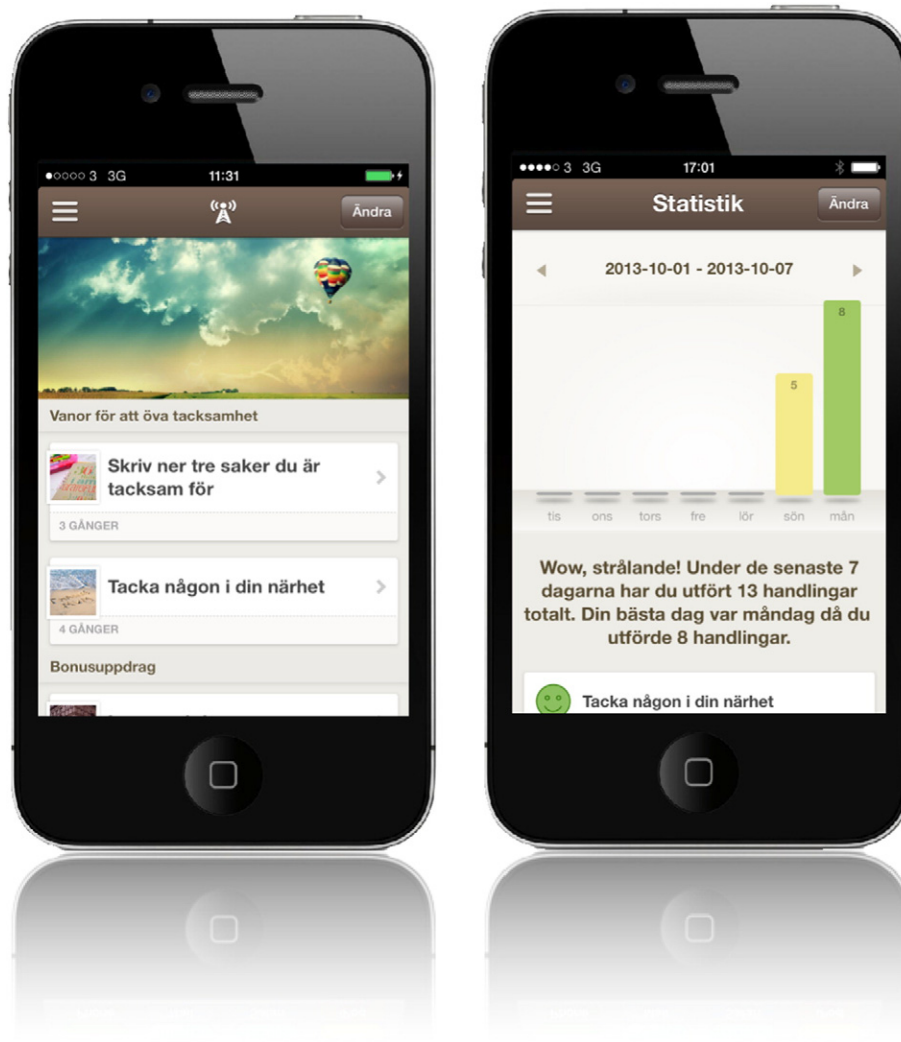 3 3G 11:31
Ändra
Vanor för att öva tacksamhet
Skriv ner tre saker du är
tacksam för
3 GÅNGER
Tacka någon i din närhet
4 GÅNGER
Bonusuppdrag
3 3G 17:01
Statistik Ändra
2013-10-01 - 2013-10-07
8
5
tis ons tors fre lör sön mån
Wow, strålande! Under de senaste 7
dagarna har du utfört 13 handlingar
totalt. Din bästa dag var måndag då du
utförde 8 handlingar.
Tacka någon i din närhet